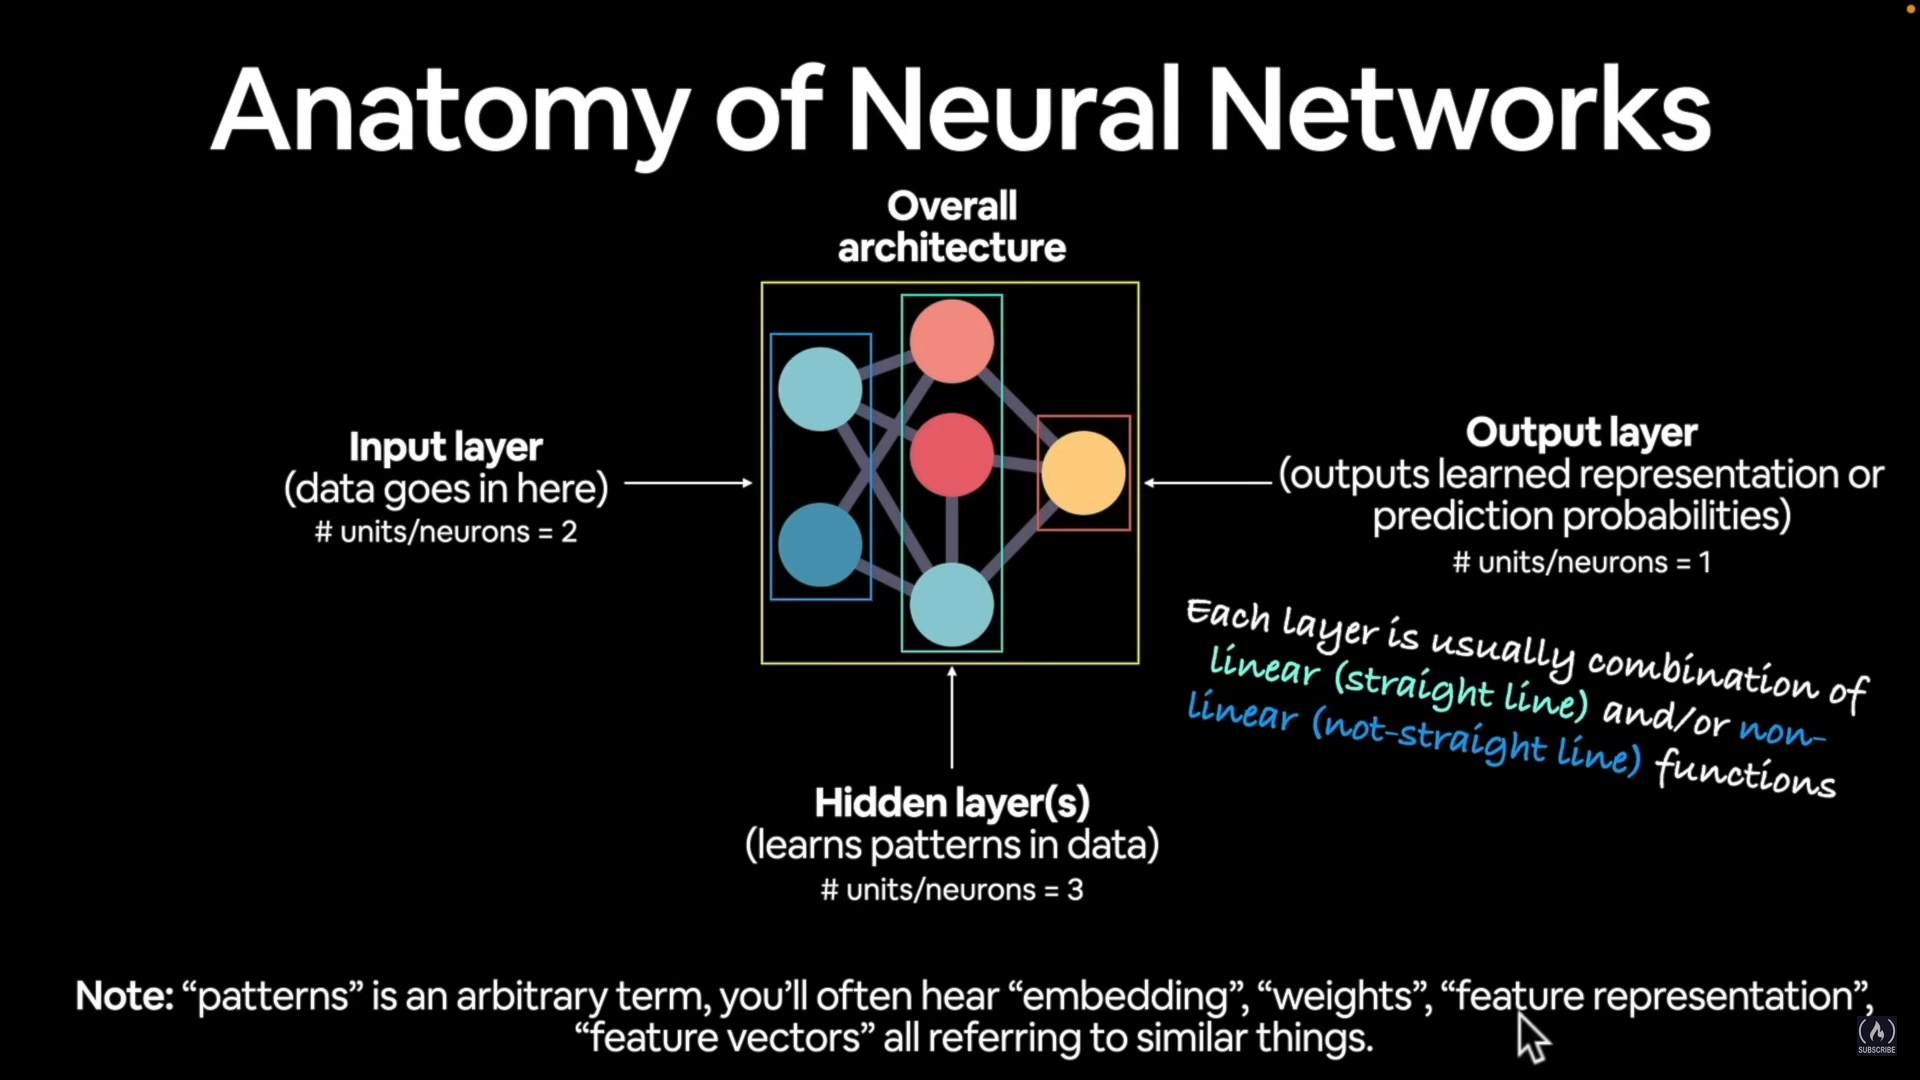 Anatomy of Neural Networks
Overall
architecture
Input layer
(data goes in here)
# units/neurons = 2
Output layer
(outputs learned representation or
prediction probabilities)
# units/neurons = 1
Each layer is usually combination of
linear (straight line) and/or non-
linear (not-straight line) functions
Hidden layer(s)
(learns patterns in data)
# units/neurons = 3
Note: “patterns” is an arbitrary term, you’ll often hear “embedding”, “weights”, “feature representation”,
“feature vectors” all referring to similar things.
SUBSCRIBE